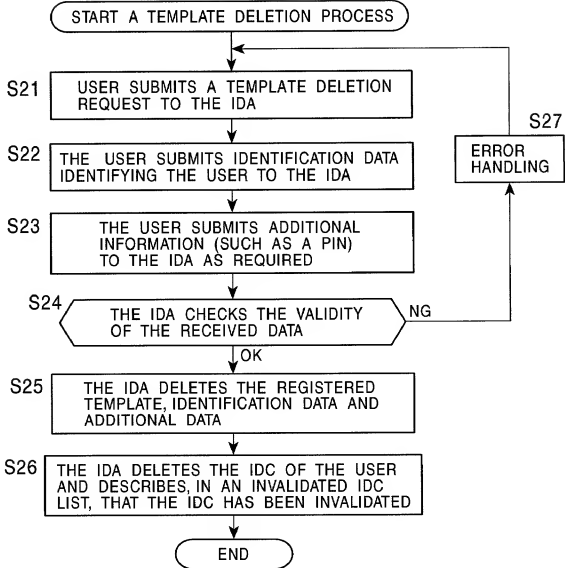 START A TEMPLATE DELETION PROCESS
S21
USER SUBMITS A TEMPLATE DELETION
REQUEST TO THE IDA
S27
ERROR
HANDLING
S22
THE USER SUBMITS IDENTIFICATION DATA
IDENTIFYING THE USER TO THE IDA
S23
THE USER SUBMITS ADDITIONAL
INFORMATION (SUCH AS A PIN)
TO THE IDA AS REQUIRED
S24
THE IDA CHECKS THE VALIDITY
OF THE RECEIVED DATA
NG
OK
S25
THE IDA DELETES THE REGISTERED
TEMPLATE, IDENTIFICATION DATA AND
ADDITIONAL DATA
S26
THE IDA DELETES THE IDC OF THE USER
AND DESCRIBES, IN AN INVALIDATED IDC
LIST, THAT THE IDC HAS BEEN INVALIDATED
END